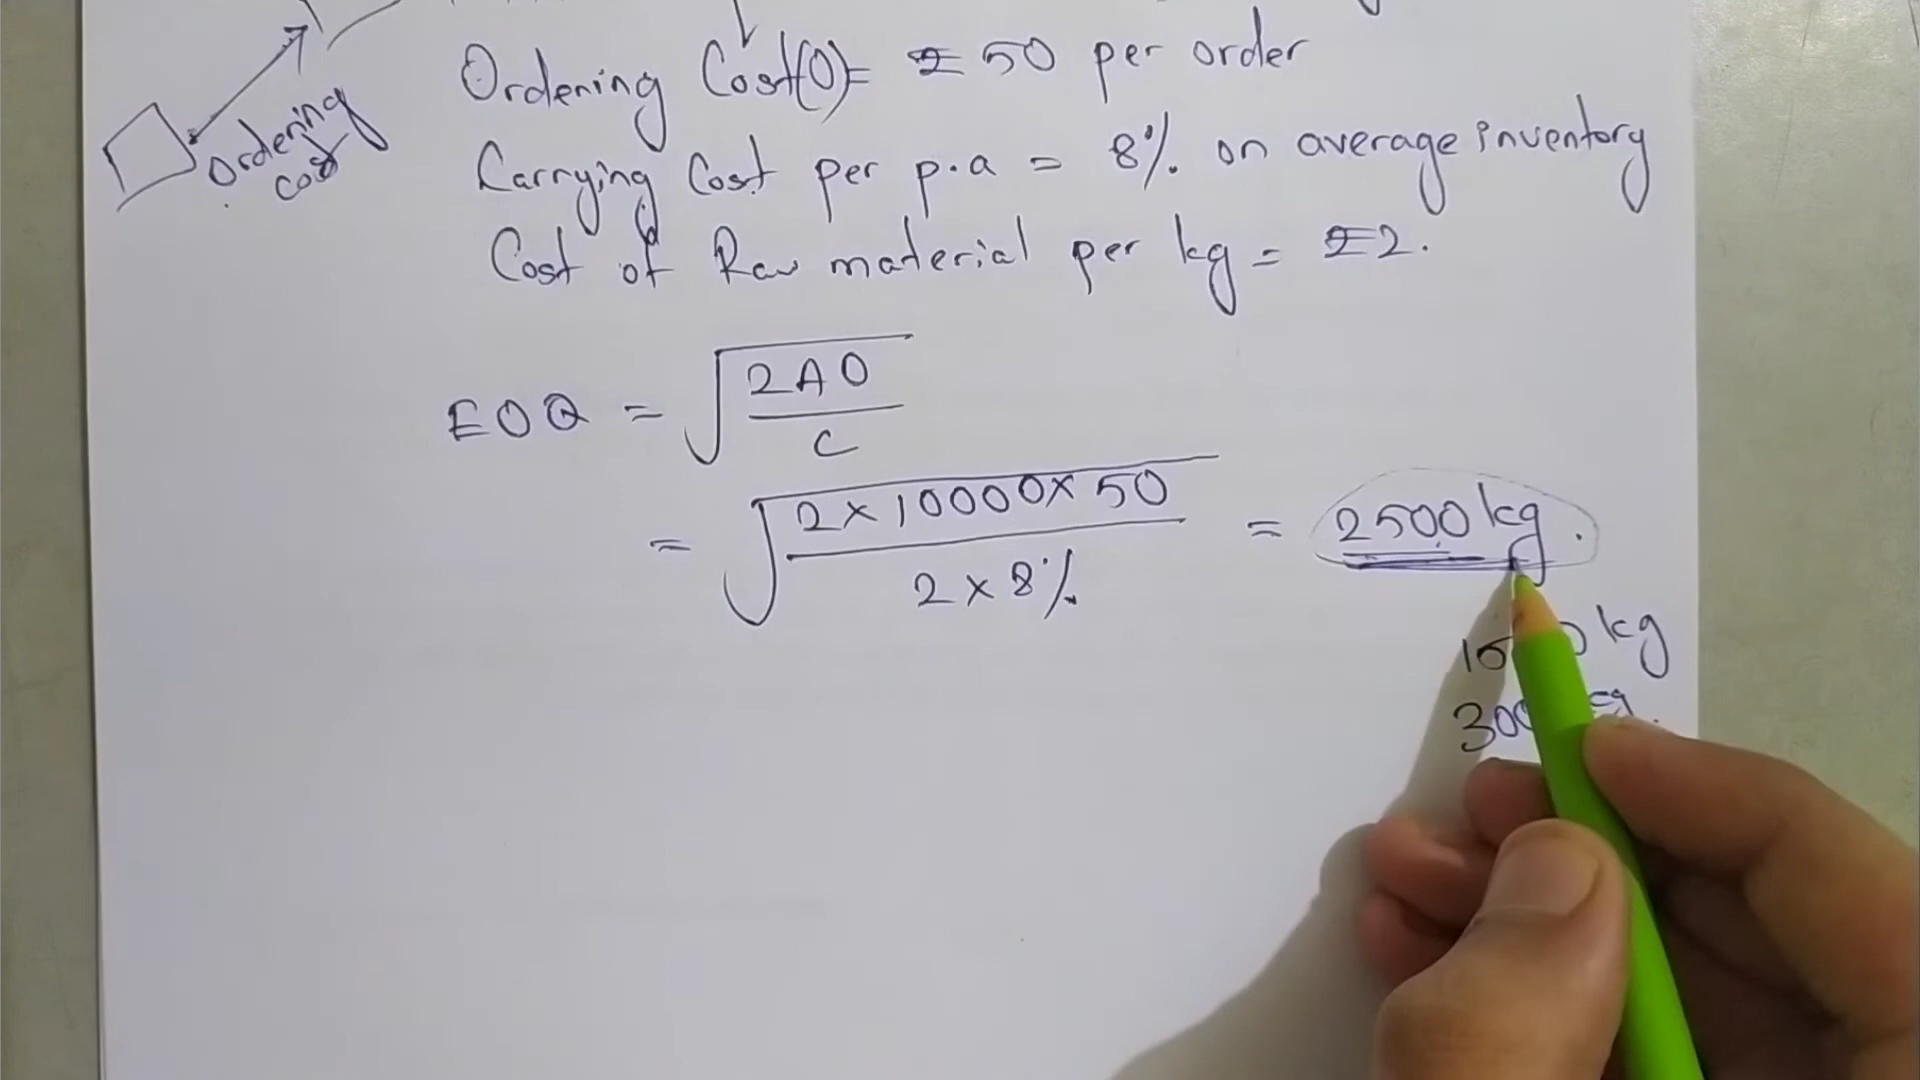 Ordering Cost(O)= ₹ 50 per order
Ordering
cost
Carrying Cost per p.a = 8% on average inventory
Cost of Raw material per kg = ₹2.
EOQ = √2AO
C
= √2 x 10000 x 50 = 2500 kg.
2 x 8%
kg